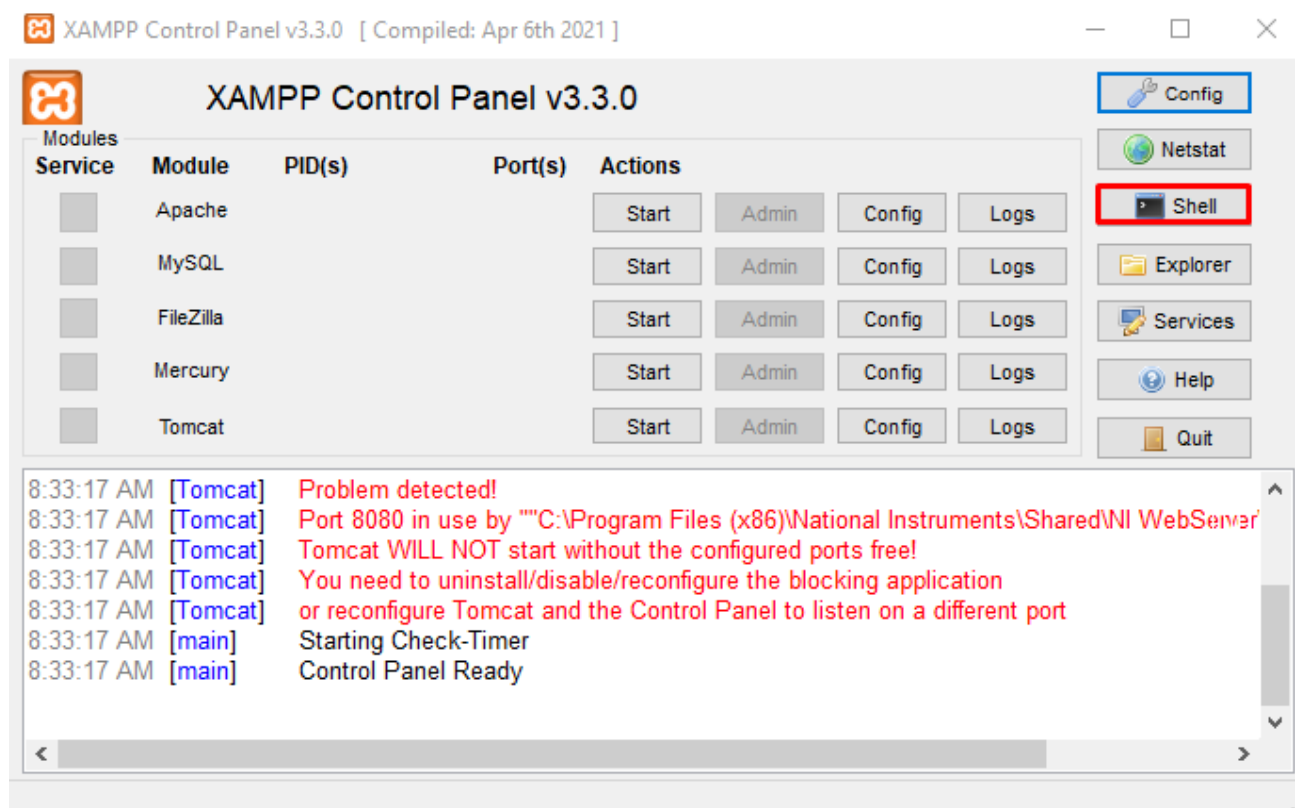 XAMPP Control Panel v3.3.0 [ Compiled: Apr 6th 2021 ]
XAMPP Control Panel v3.3.0
Config
Modules
Netstat
Service Module PID(s) Port(s) Actions
Shell
Apache Start Admin Config Logs
MySQL Start Admin Config Logs
Explorer
FileZilla Start Admin Config Logs
Services
Mercury Start Admin Config Logs
Help
Tomcat Start Admin Config Logs
Quit
8:33:17 AM [Tomcat] Problem detected!
8:33:17 AM [Tomcat] Port 8080 in use by ""C:\Program Files (x86)\National Instruments\Shared\NI WebServer\
8:33:17 AM [Tomcat] Tomcat WILL NOT start without the configured ports free!
8:33:17 AM [Tomcat] You need to uninstall/disable/reconfigure the blocking application
8:33:17 AM [Tomcat] or reconfigure Tomcat and the Control Panel to listen on a different port
8:33:17 AM [main] Starting Check-Timer
8:33:17 AM [main] Control Panel Ready